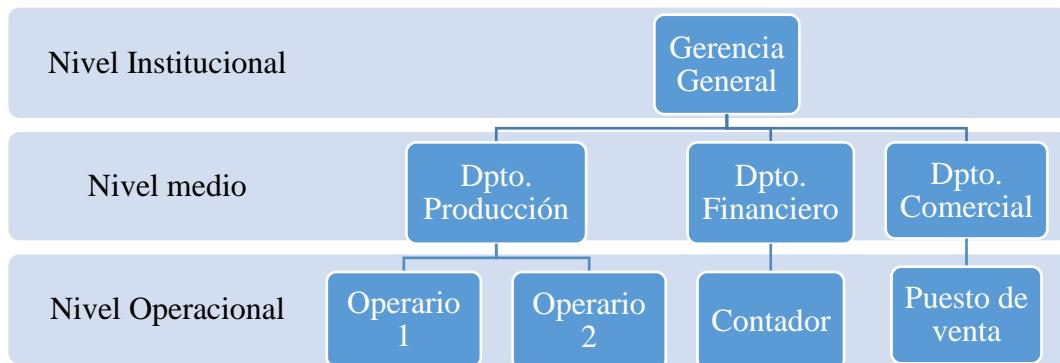 Nivel Institucional
Gerencia
General
Nivel medio
Dpto.
Producción
Dpto.
Financiero
Dpto.
Comercial
Nivel Operacional
Operario
1
Operario
2
Contador
Puesto de
venta